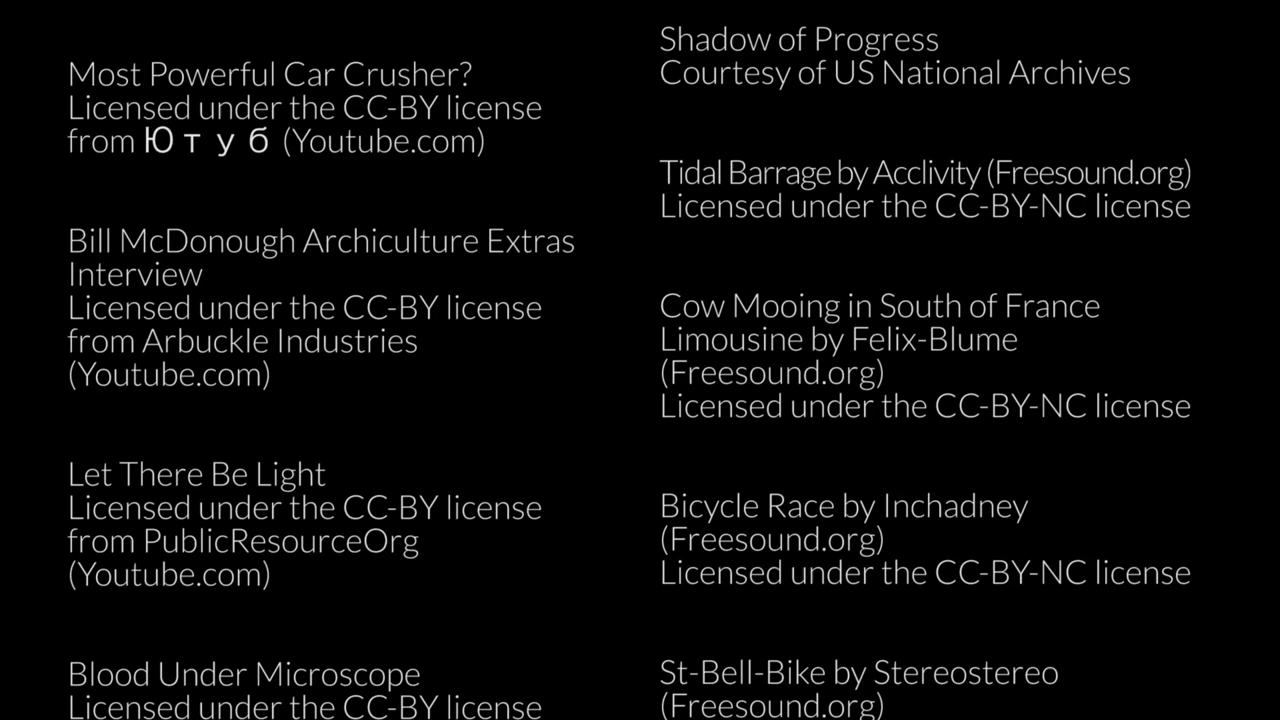 Most Powerful Car Crusher?
Licensed under the CC-BY license
from Ютуб (Youtube.com)
Bill McDonough Archiculture Extras
Interview
Licensed under the CC-BY license
from Arbuckle Industries
(Youtube.com)
Let There Be Light
Licensed under the CC-BY license
from PublicResourceOrg
(Youtube.com)
Blood Under Microscope
Licensed under the CC-BY license
Shadow of Progress
Courtesy of US National Archives
Tidal Barrage by Acclivity (Freesound.org)
Licensed under the CC-BY-NC license
Cow Mooing in South of France
Limousine by Felix-Blume
(Freesound.org)
Licensed under the CC-BY-NC license
Bicycle Race by Inchadney
(Freesound.org)
Licensed under the CC-BY-NC license
St-Bell-Bike by Stereostereo
(Freesound.org)